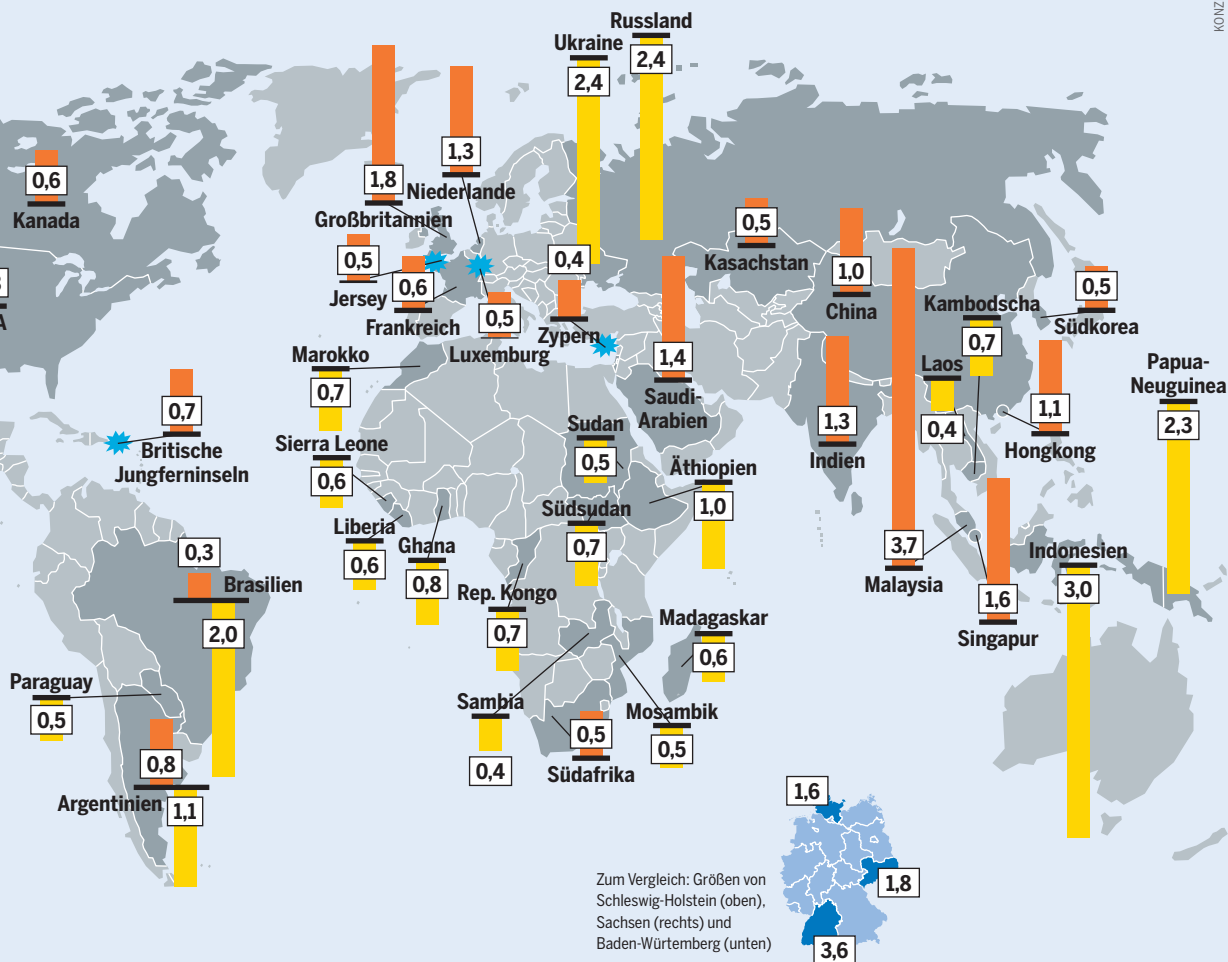 KONZ
Russland
2,4
Ukraine
2,4
0,6
Kanada
1,3
Niederlande
1,8
Großbritannien
0,5
Jersey
0,6
Frankreich
0,5
Luxemburg
0,4
Zypern
0,5
Kasachstan
1,0
China
Kambodscha
0,7
0,5
Südkorea
A
Marokko
0,7
1,4
Saudi-
Arabien
Laos
0,4
Papua-
Neuguinea
2,3
0,7
Britische
Jungferninseln
Sierra Leone
0,6
Sudan
0,5
1,3
Indien
1,1
Hongkong
Äthiopien
1,0
Liberia
0,6
Ghana
0,8
Südsudan
0,7
3,7
Malaysia
Indonesien
3,0
0,3
Brasilien
2,0
Rep. Kongo
0,7
Madagaskar
0,6
1,6
Singapur
Paraguay
0,5
Sambia
0,4
Mosambik
0,5
0,5
Südafrika
0,8
Argentinien
1,1
1,6
1,8
3,6
Zum Vergleich: Größen von
Schleswig-Holstein (oben),
Sachsen (rechts) und
Baden-Württemberg (unten)